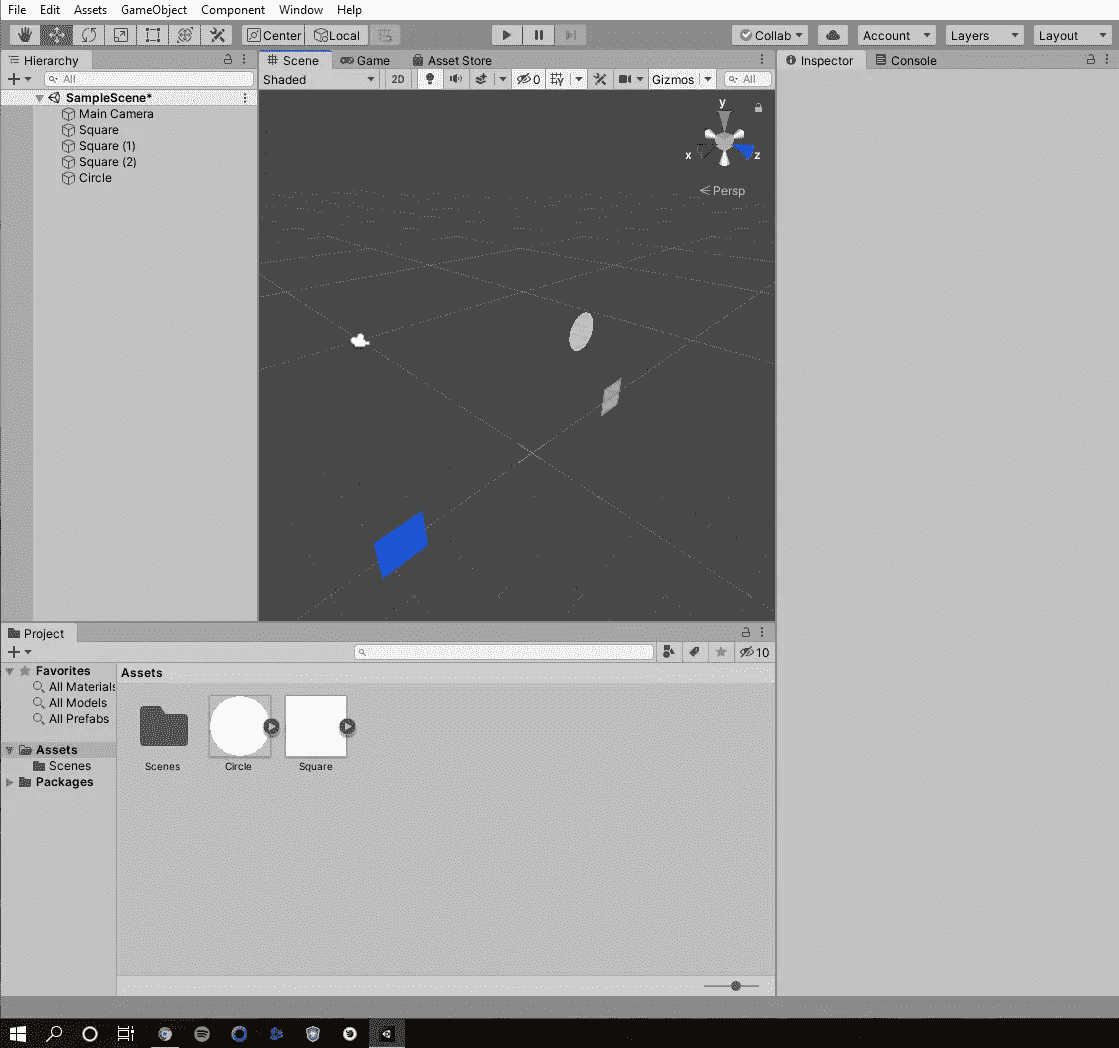 File Edit Assets GameObject Component Window Help
Center Local Collab Account Layers Layout
Hierarchy
All
SampleScene*
Main Camera
Square
Square (1)
Square (2)
Circle
Scene Game Asset Store
Shaded 2D 0 Gizmos All
y
x z
Persp
Inspector Console
Project
10
Favorites
All Materials
All Models
All Prefabs
Assets
Scenes
Packages
Assets
Scenes Circle Square